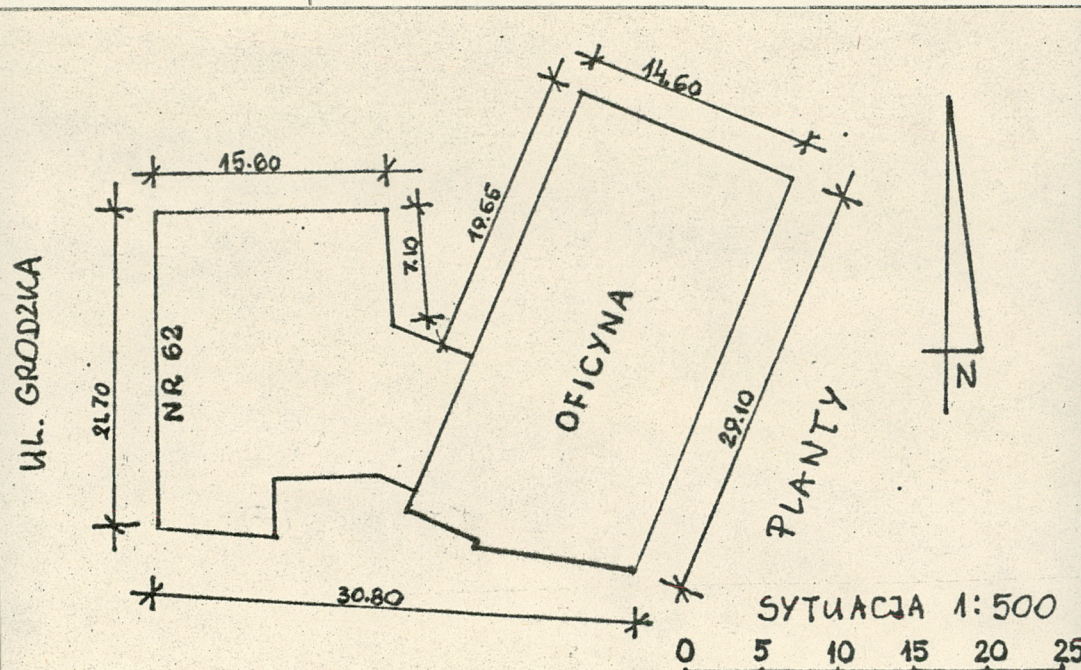 14.60
15.60
19.55
7.10
UL. GRODZKA
NR 62
21.70
OFICYNA
29.10
PLANTY
N
30.80
SYTUACJA 1:500
0 5 10 15 20 25